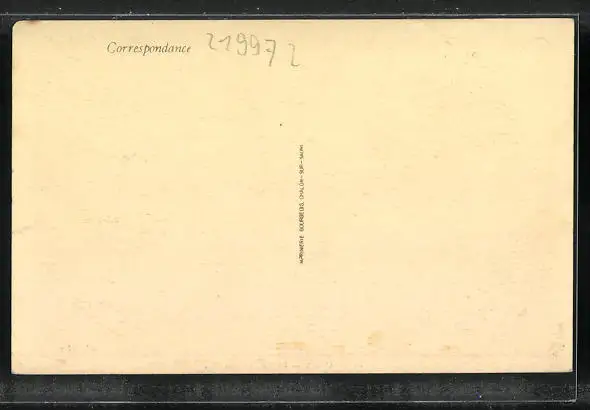 Correspondance
219972
IMPRIMERIE BOURGEOIS, CHALON-SUR-SAONE